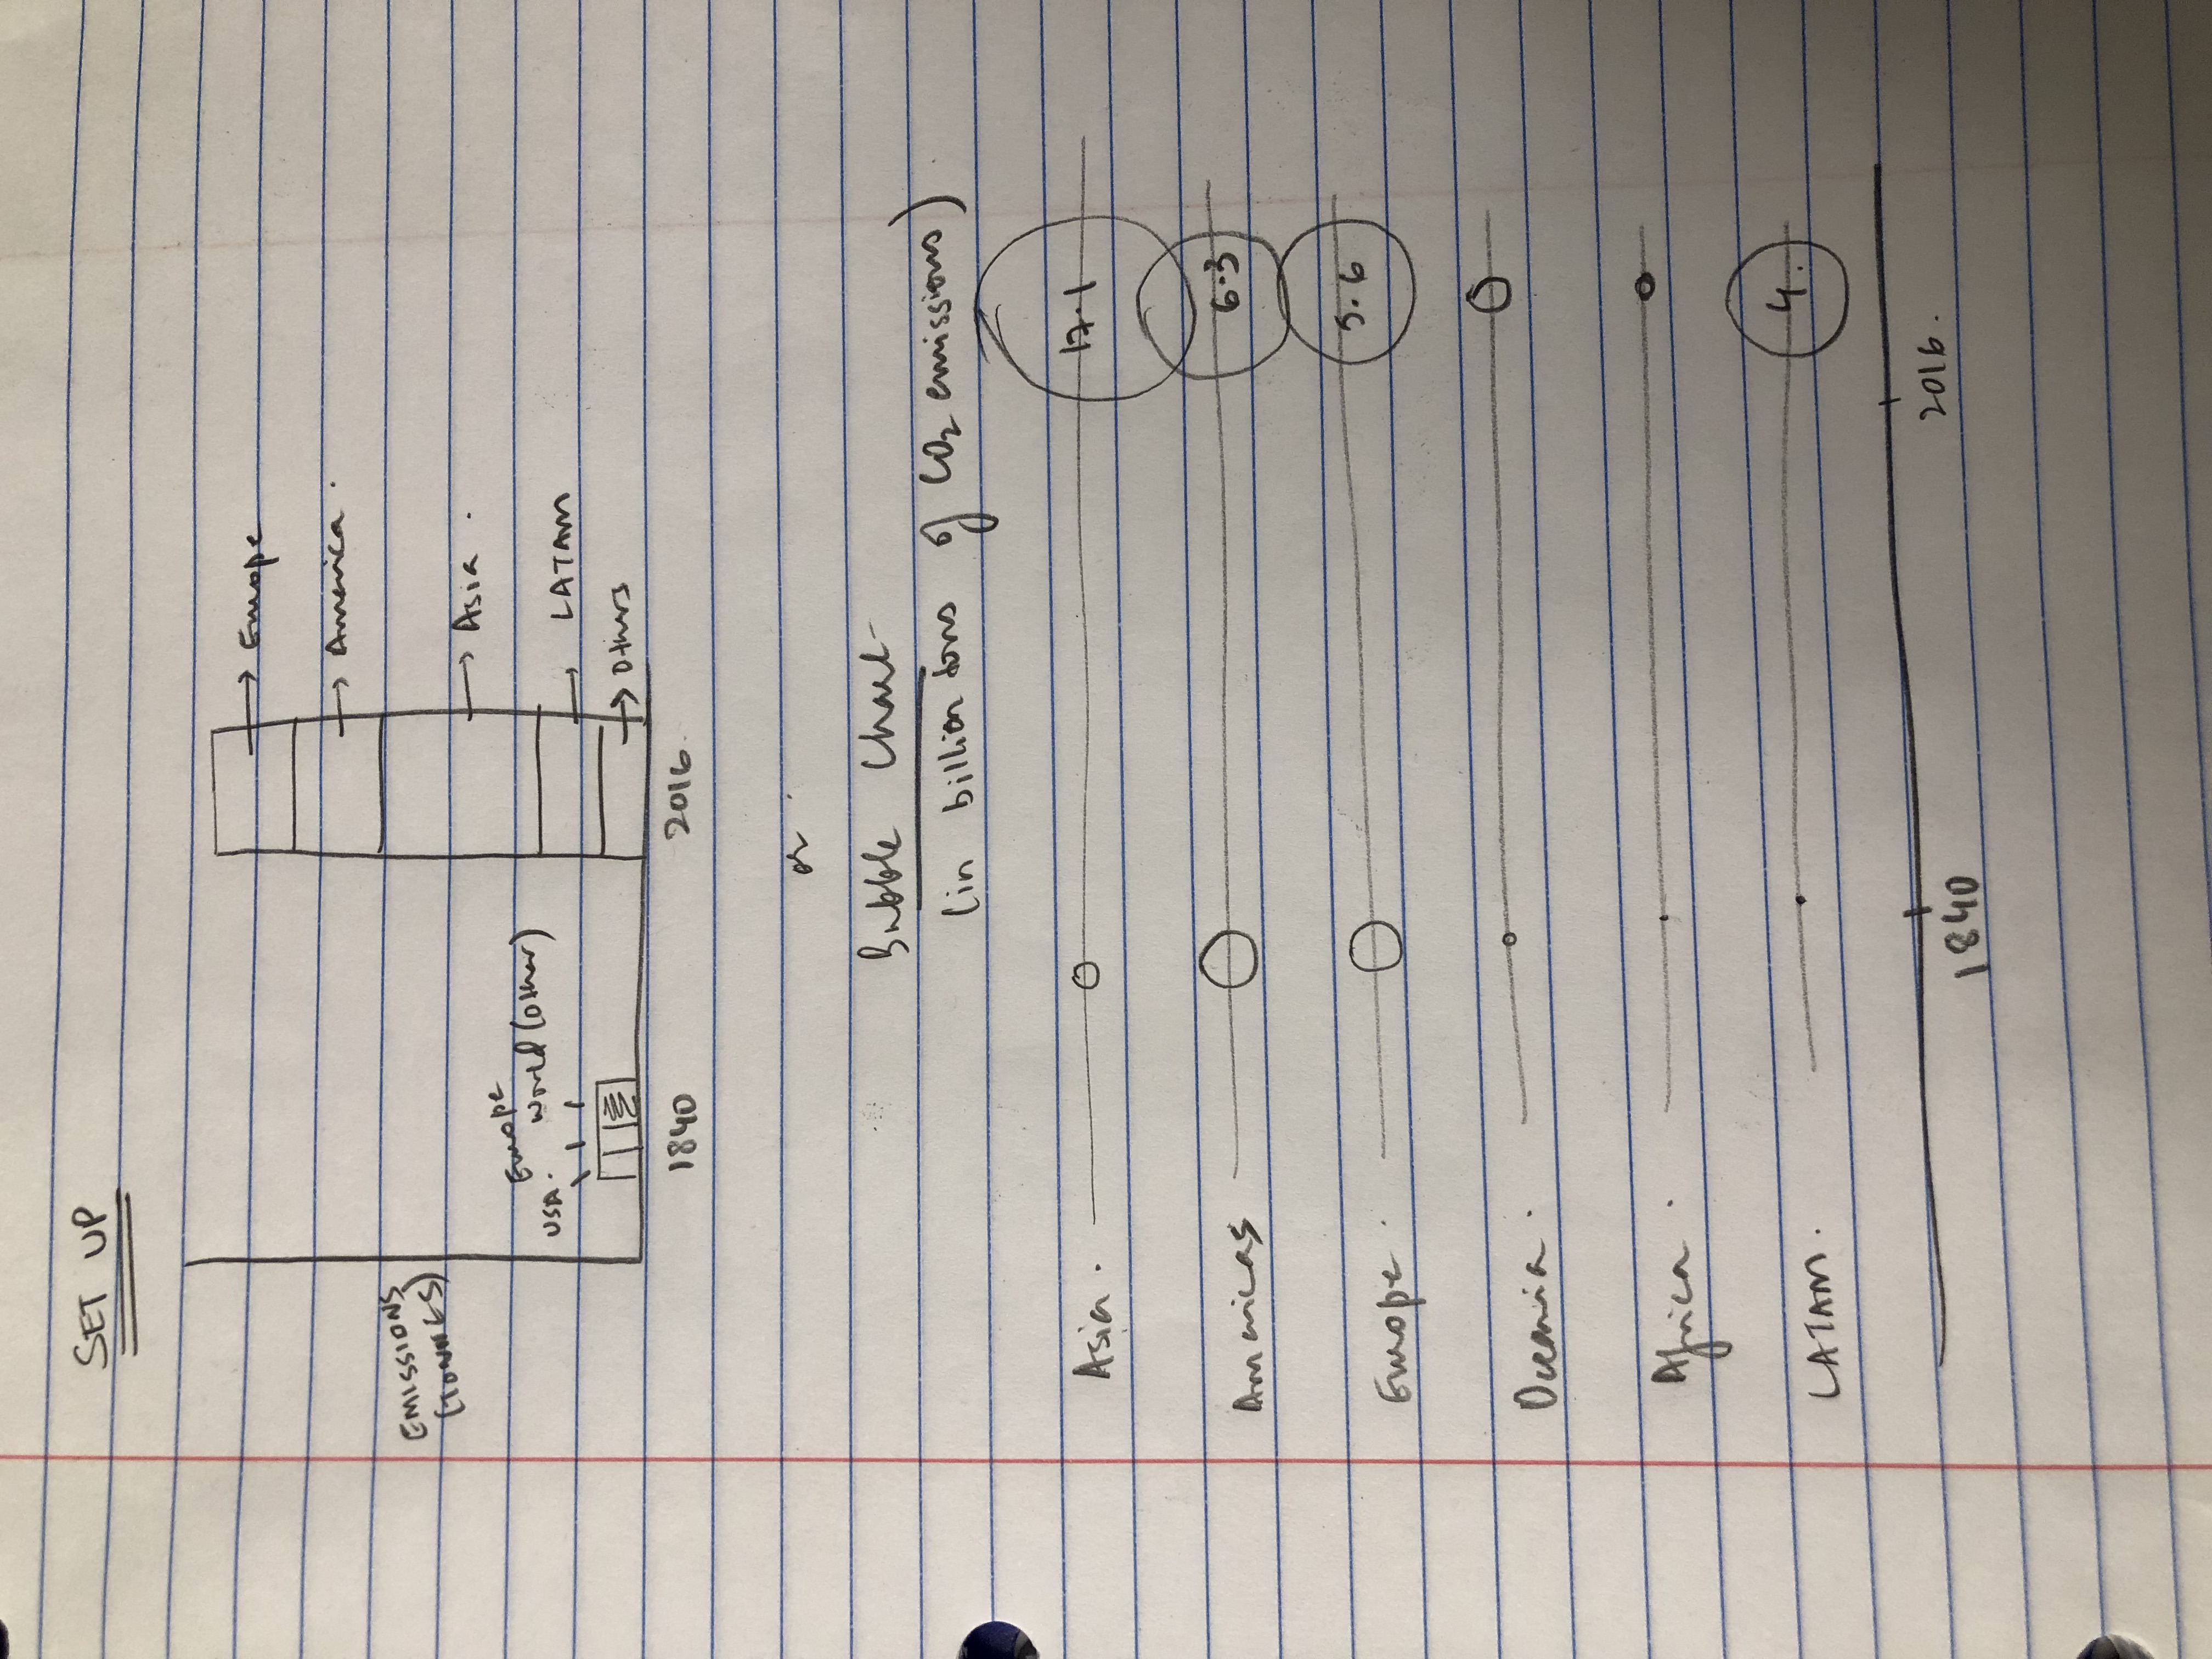 SET UP
Europe
America.
EMISSIONS
(TONNES)
Asia.
Europe
USA.
World (Other)
LATAM
Others
1840
2016.
or.
Bubble Chart
(in billion tons of CO2 emissions)
Asia.
17.1
Americas
6.3
Europe.
5.6
Oceania.
Africa.
LATAM.
4.
1840
2016.